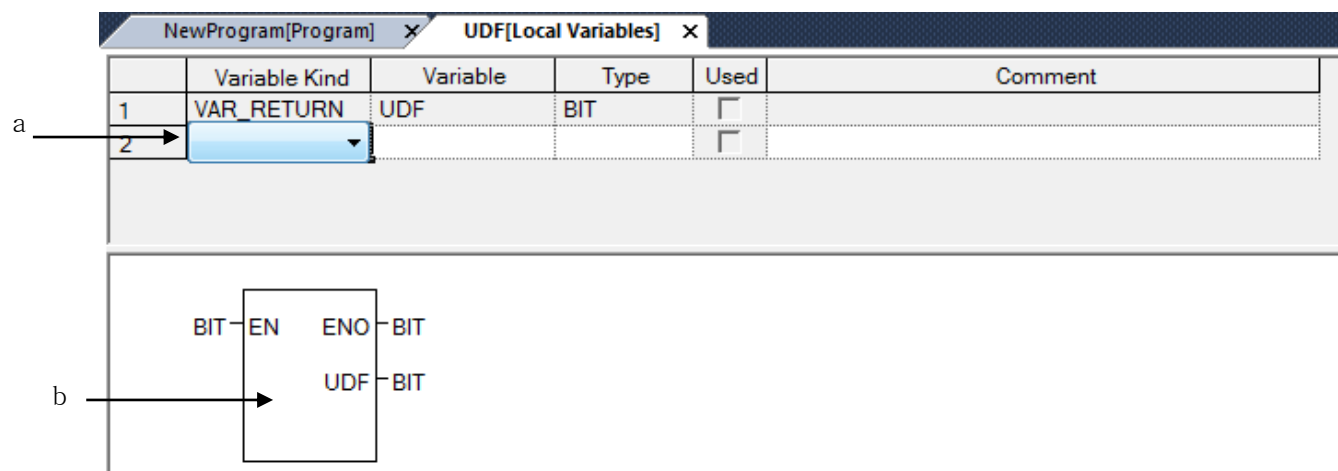 NewProgram[Program] × UDF[Local Variables] ×
Variable Kind Variable Type Used Comment
1 VAR_RETURN UDF BIT
a
2
BIT EN ENO BIT
UDF BIT
b